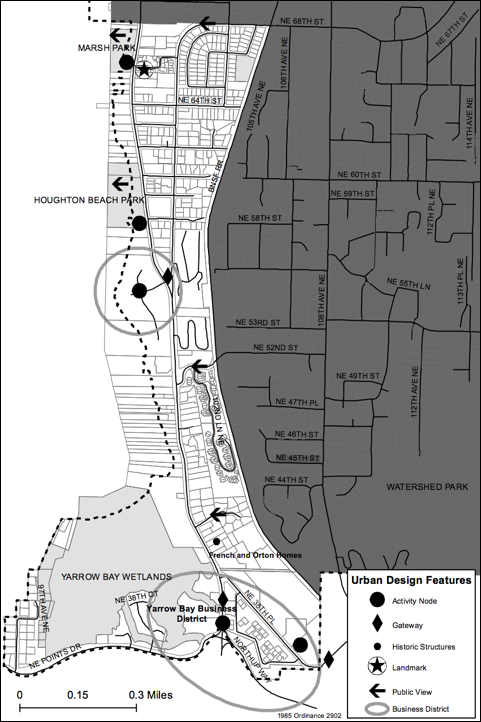 NE 68TH ST
NE 67TH ST
MARSH PARK
106TH AVE NE
105TH AVE NE
114TH AVE NE
NE 64TH ST
BNSF RR
NE 60TH ST
NE 59TH ST
HOUGHTON BEACH PARK
NE 58TH ST
112TH PL NE
NE 55TH LN
113TH PL NE
108TH AVE NE
NE 53RD ST
NE 52ND ST
NE 49TH ST
112TH AVE NE
NE 47TH PL
NE 46TH ST
NE 45TH ST
NE 44TH ST
WATERSHED PARK
French and Orton Homes
YARROW BAY WETLANDS
97TH AVE NE
NE 38TH CT
Yarrow Bay Business
District
NE 38TH PL
NORTHUP WAY
NE POINTS DR
Urban Design Features
Activity Node
Gateway
Historic Structures
Landmark
Public View
Business District
0 0.15 0.3 Miles
1985 Ordinance 2902